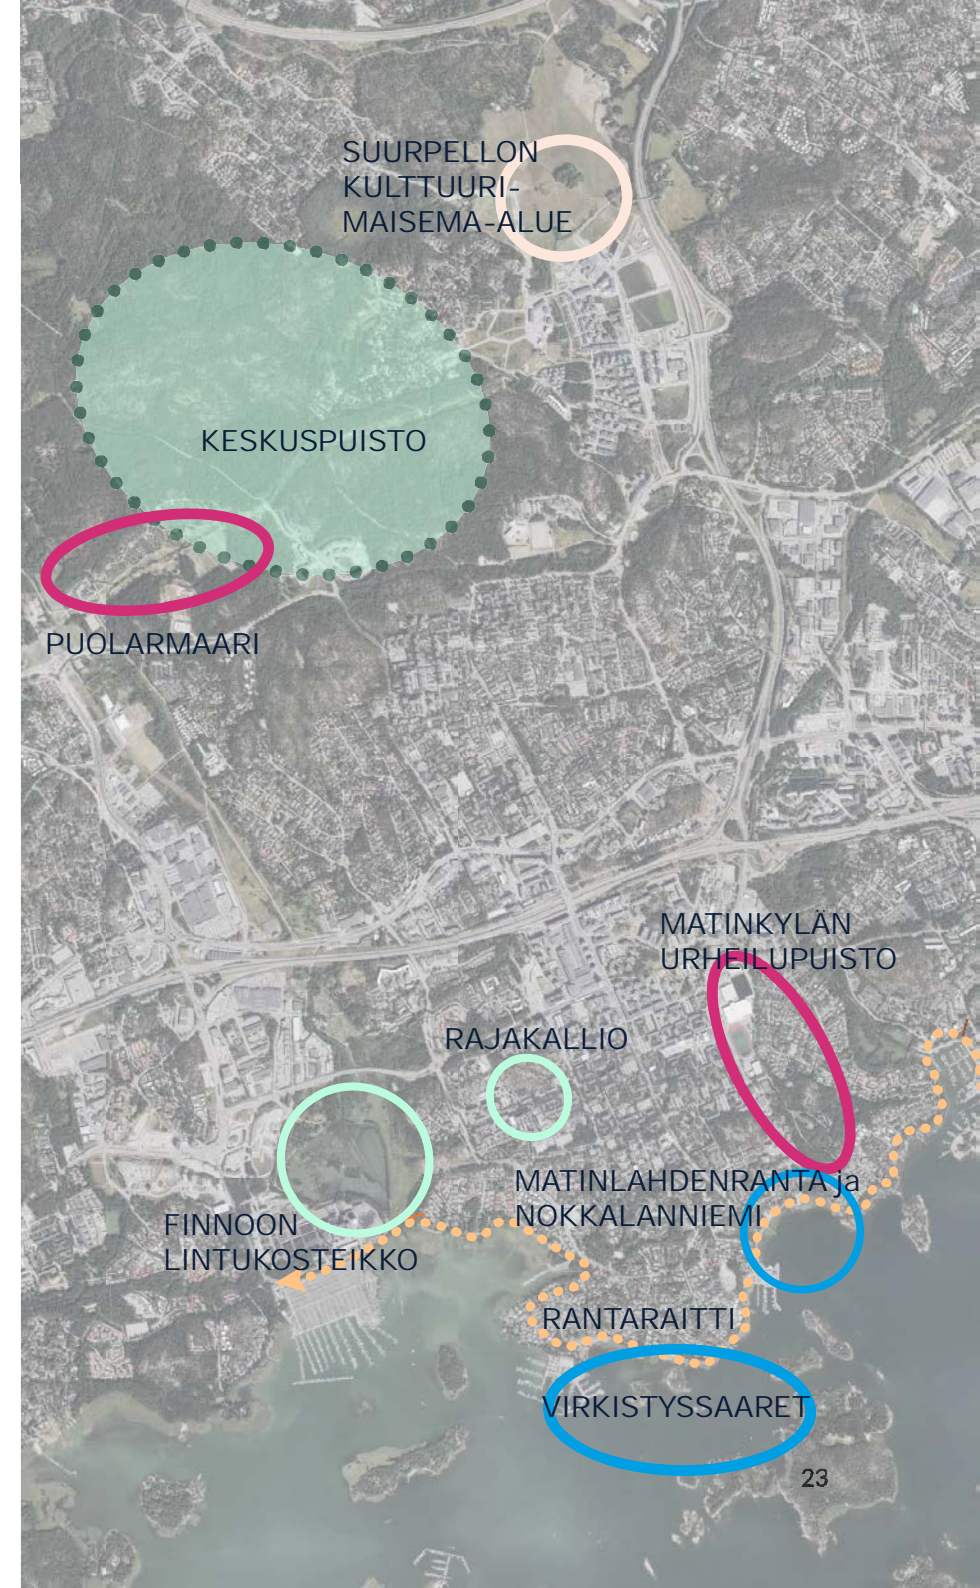 SUURPELLON
KULTTUURI-
MAISEMA-ALUE
KESKUSPUISTO
PUOLARMAARI
MATINKYLÄN
URHEILUPUISTO
RAJAKALLIO
MATINLAHDENRANTA ja
NOKKALANNIEMI
FINNOON
LINTUKOSTEIKKO
RANTARAITTI
VIRKISTYSSAARET
23